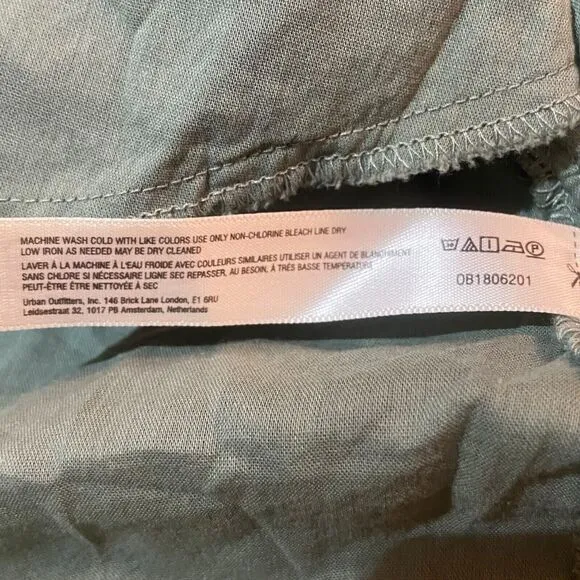 MACHINE WASH COLD WITH LIKE COLORS USE ONLY NON-CHLORINE BLEACH LINE DRY
LOW IRON AS NEEDED MAY BE DRY CLEANED
LAVER À LA MACHINE À L'EAU FROIDE AVEC COULEURS SIMILAIRES UTILISER UN AGENT DE BLANCHIMENT
SANS CHLORE SI NÉCESSAIRE LIGNE SEC REPASSER, AU BESOIN, À TRÉS BASSE TEMPÉRATURE
PEUT-ÊTRE ÊTRE NETTOYÉE À SEC
Urban Outfitters, Inc. 146 Brick Lane London, E1 6RU
Leidsestraat 32, 1017 PB Amsterdam, Netherlands
P
OB1806201